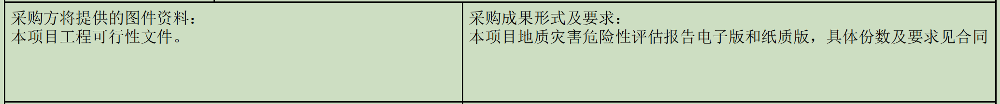 采购方将提供的图件资料：
本项目工程可行性文件。
采购成果形式及要求：
本项目地质灾害危险性评估报告电子版和纸质版，具体份数及要求见合同